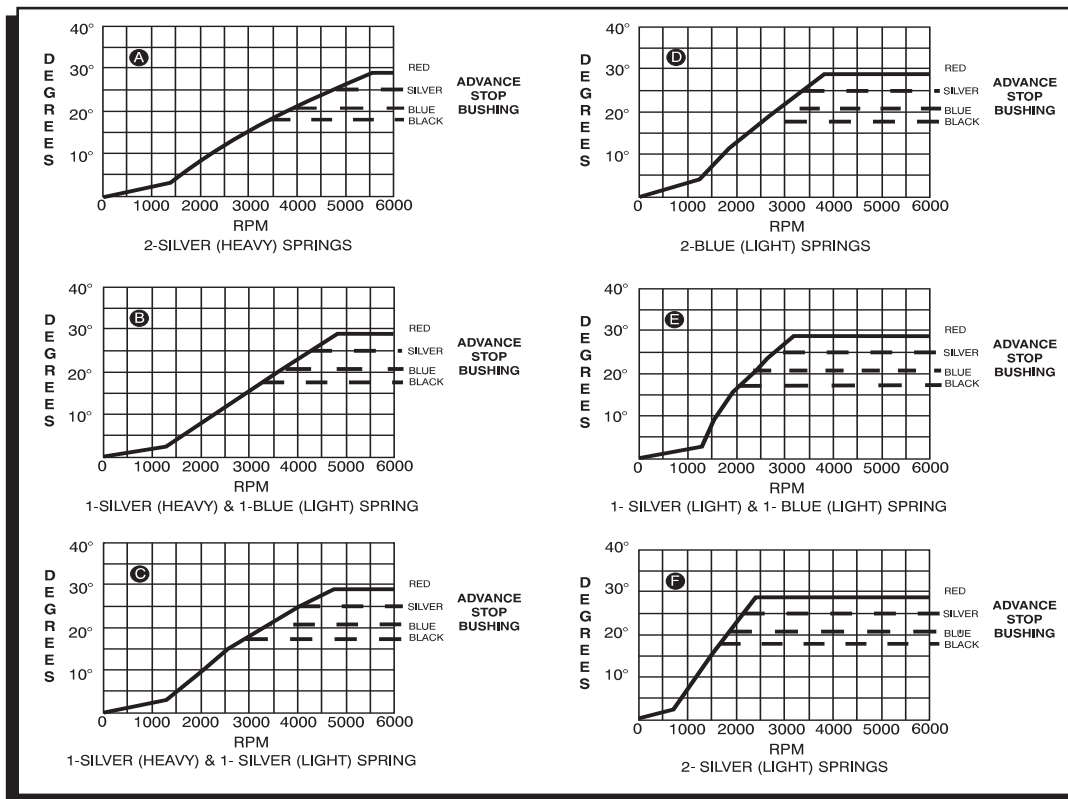 A
DEGREES
40°
30°
20°
10°
0 1000 2000 3000 4000 5000 6000
RPM
2-SILVER (HEAVY) SPRINGS
RED
SILVER
BLUE
BLACK
ADVANCE
STOP
BUSHING
D
DEGREES
40°
30°
20°
10°
0 1000 2000 3000 4000 5000 6000
RPM
2-BLUE (LIGHT) SPRINGS
RED
SILVER
BLUE
BLACK
ADVANCE
STOP
BUSHING
B
DEGREES
40°
30°
20°
10°
0 1000 2000 3000 4000 5000 6000
RPM
1-SILVER (HEAVY) & 1-BLUE (LIGHT) SPRING
RED
SILVER
BLUE
BLACK
ADVANCE
STOP
BUSHING
E
DEGREES
40°
30°
20°
10°
0 1000 2000 3000 4000 5000 6000
RPM
1- SILVER (LIGHT) & 1- BLUE (LIGHT) SPRING
RED
SILVER
BLUE
BLACK
ADVANCE
STOP
BUSHING
C
DEGREES
40°
30°
20°
10°
0 1000 2000 3000 4000 5000 6000
RPM
1-SILVER (HEAVY) & 1- SILVER (LIGHT) SPRING
RED
SILVER
BLUE
BLACK
ADVANCE
STOP
BUSHING
F
DEGREES
40°
30°
20°
10°
0 1000 2000 3000 4000 5000 6000
RPM
2- SILVER (LIGHT) SPRINGS
RED
SILVER
BLUE
BLACK
ADVANCE
STOP
BUSHING